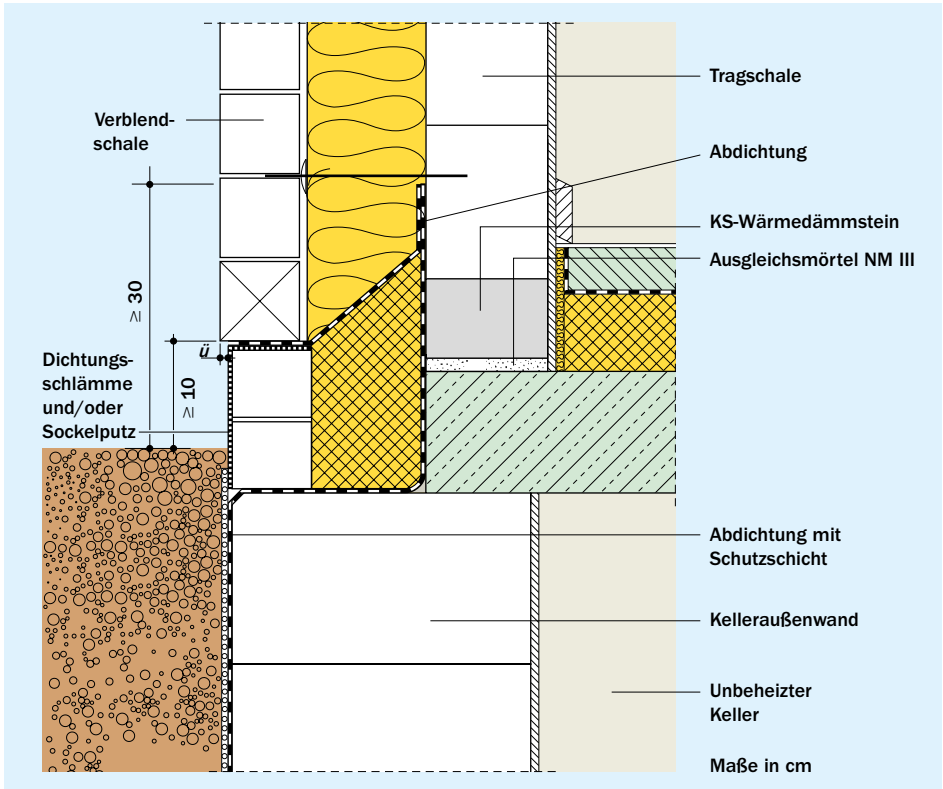 Tragschale
Verblend-
schale
Abdichtung
KS-Wärmedämmstein
Ausgleichsmörtel NM III
≥ 30
ü
≥ 10
Dichtungs-
schlämme
und/oder
Sockelputz
Abdichtung mit
Schutzschicht
Kelleraußenwand
Unbeheizter
Keller
Maße in cm